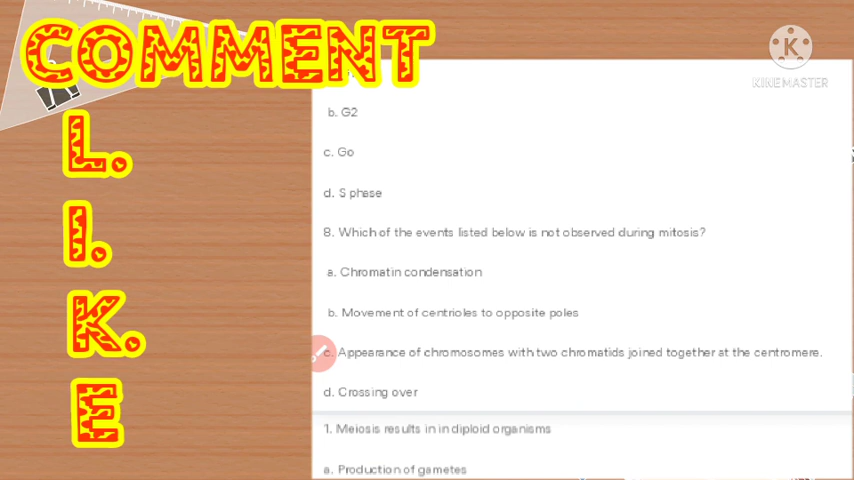 COMMENT
L.
I.
K.
E
KINEMASTER
b. G2
c. Go
d. S phase
8. Which of the events listed below is not observed during mitosis?
a. Chromatin condensation
b. Movement of centrioles to opposite poles
c. Appearance of chromosomes with two chromatids joined together at the centromere.
d. Crossing over
1. Meiosis results in in diploid organisms
a. Production of gametes